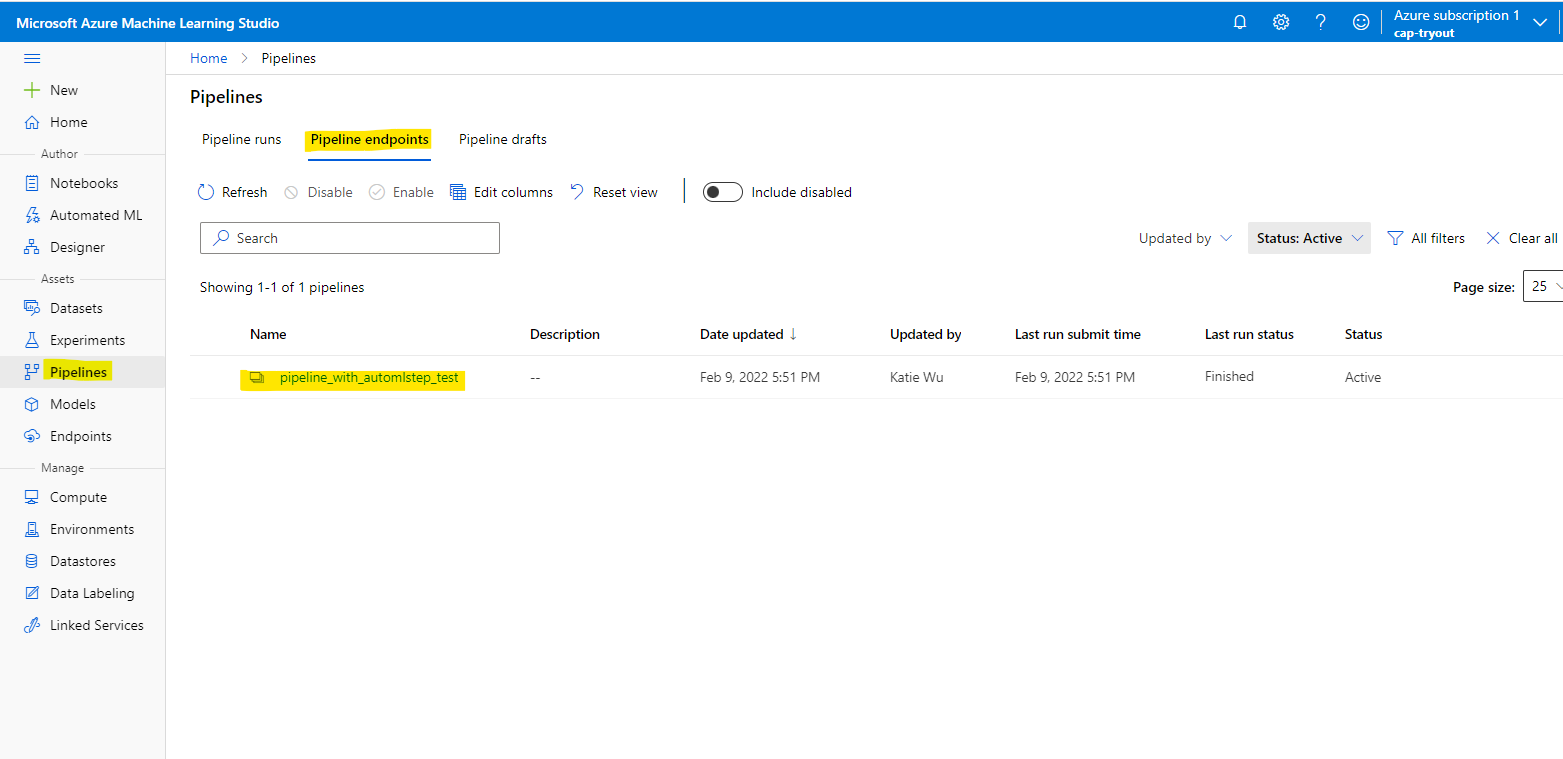 Microsoft Azure Machine Learning Studio
Azure subscription 1
cap-tryout
New
Home
Author
Notebooks
Automated ML
Designer
Assets
Datasets
Experiments
Pipelines
Models
Endpoints
Manage
Compute
Environments
Datastores
Data Labeling
Linked Services
Home > Pipelines
Pipelines
Pipeline runs Pipeline endpoints Pipeline drafts
Refresh Disable Enable Edit columns Reset view Include disabled
Search Updated by Status: Active All filters Clear all
Showing 1-1 of 1 pipelines Page size: 25
Name Description Date updated ↓ Updated by Last run submit time Last run status Status
pipeline_with_automlstep_test -- Feb 9, 2022 5:51 PM Katie Wu Feb 9, 2022 5:51 PM Finished Active